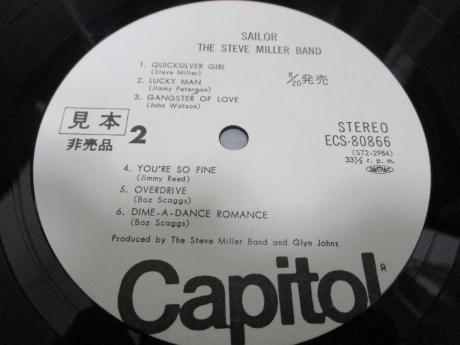 SAILOR
THE STEVE MILLER BAND
1. QUICKSILVER GIRL
(Steve Miller)
2. LUCKY MAN
(Jimmy Peterman)
3. GANGSTER OF LOVE
(John Watson)
8/20発売
見本
非売品
2
STEREO
ECS-80866
(ST2-2984)
33⅓ r. p. m.
4. YOU'RE SO FINE
(Jimmy Reed)
5. OVERDRIVE
(Boz Scaggs)
6. DIME-A-DANCE ROMANCE
(Boz Scaggs)
Produced by The Steve Miller Band and Glyn Johns
Capitol®